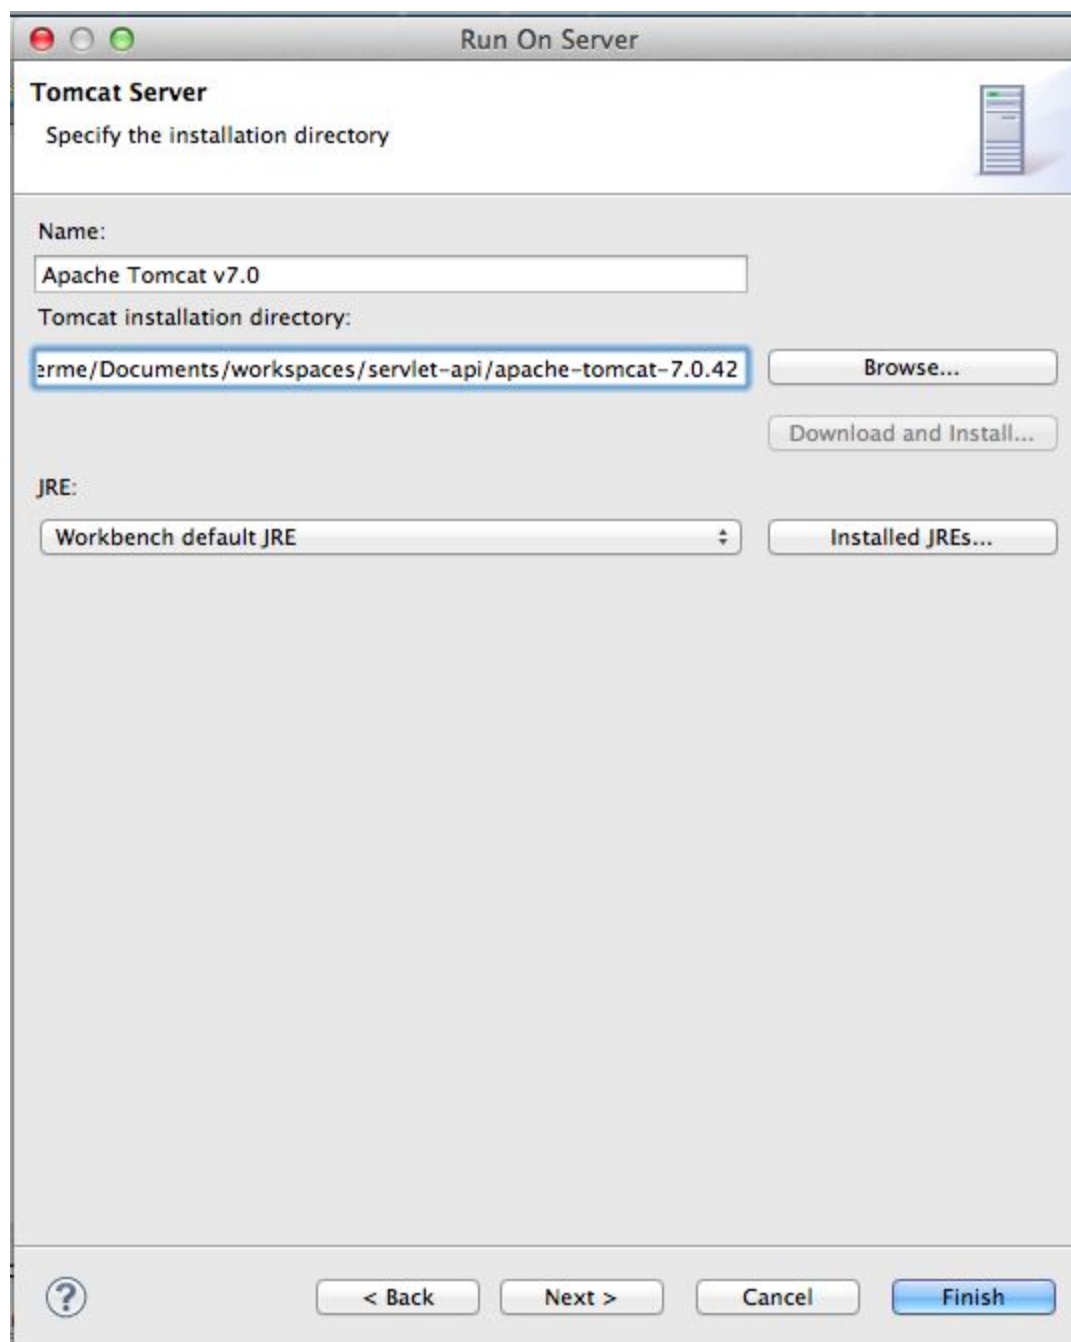 Run On Server
Tomcat Server
Specify the installation directory
Name:
Apache Tomcat v7.0
Tomcat installation directory:
erme/Documents/workspaces/servlet-api/apache-tomcat-7.0.42
Browse...
Download and Install...
JRE:
Workbench default JRE
Installed JREs...
?
< Back
Next >
Cancel
Finish